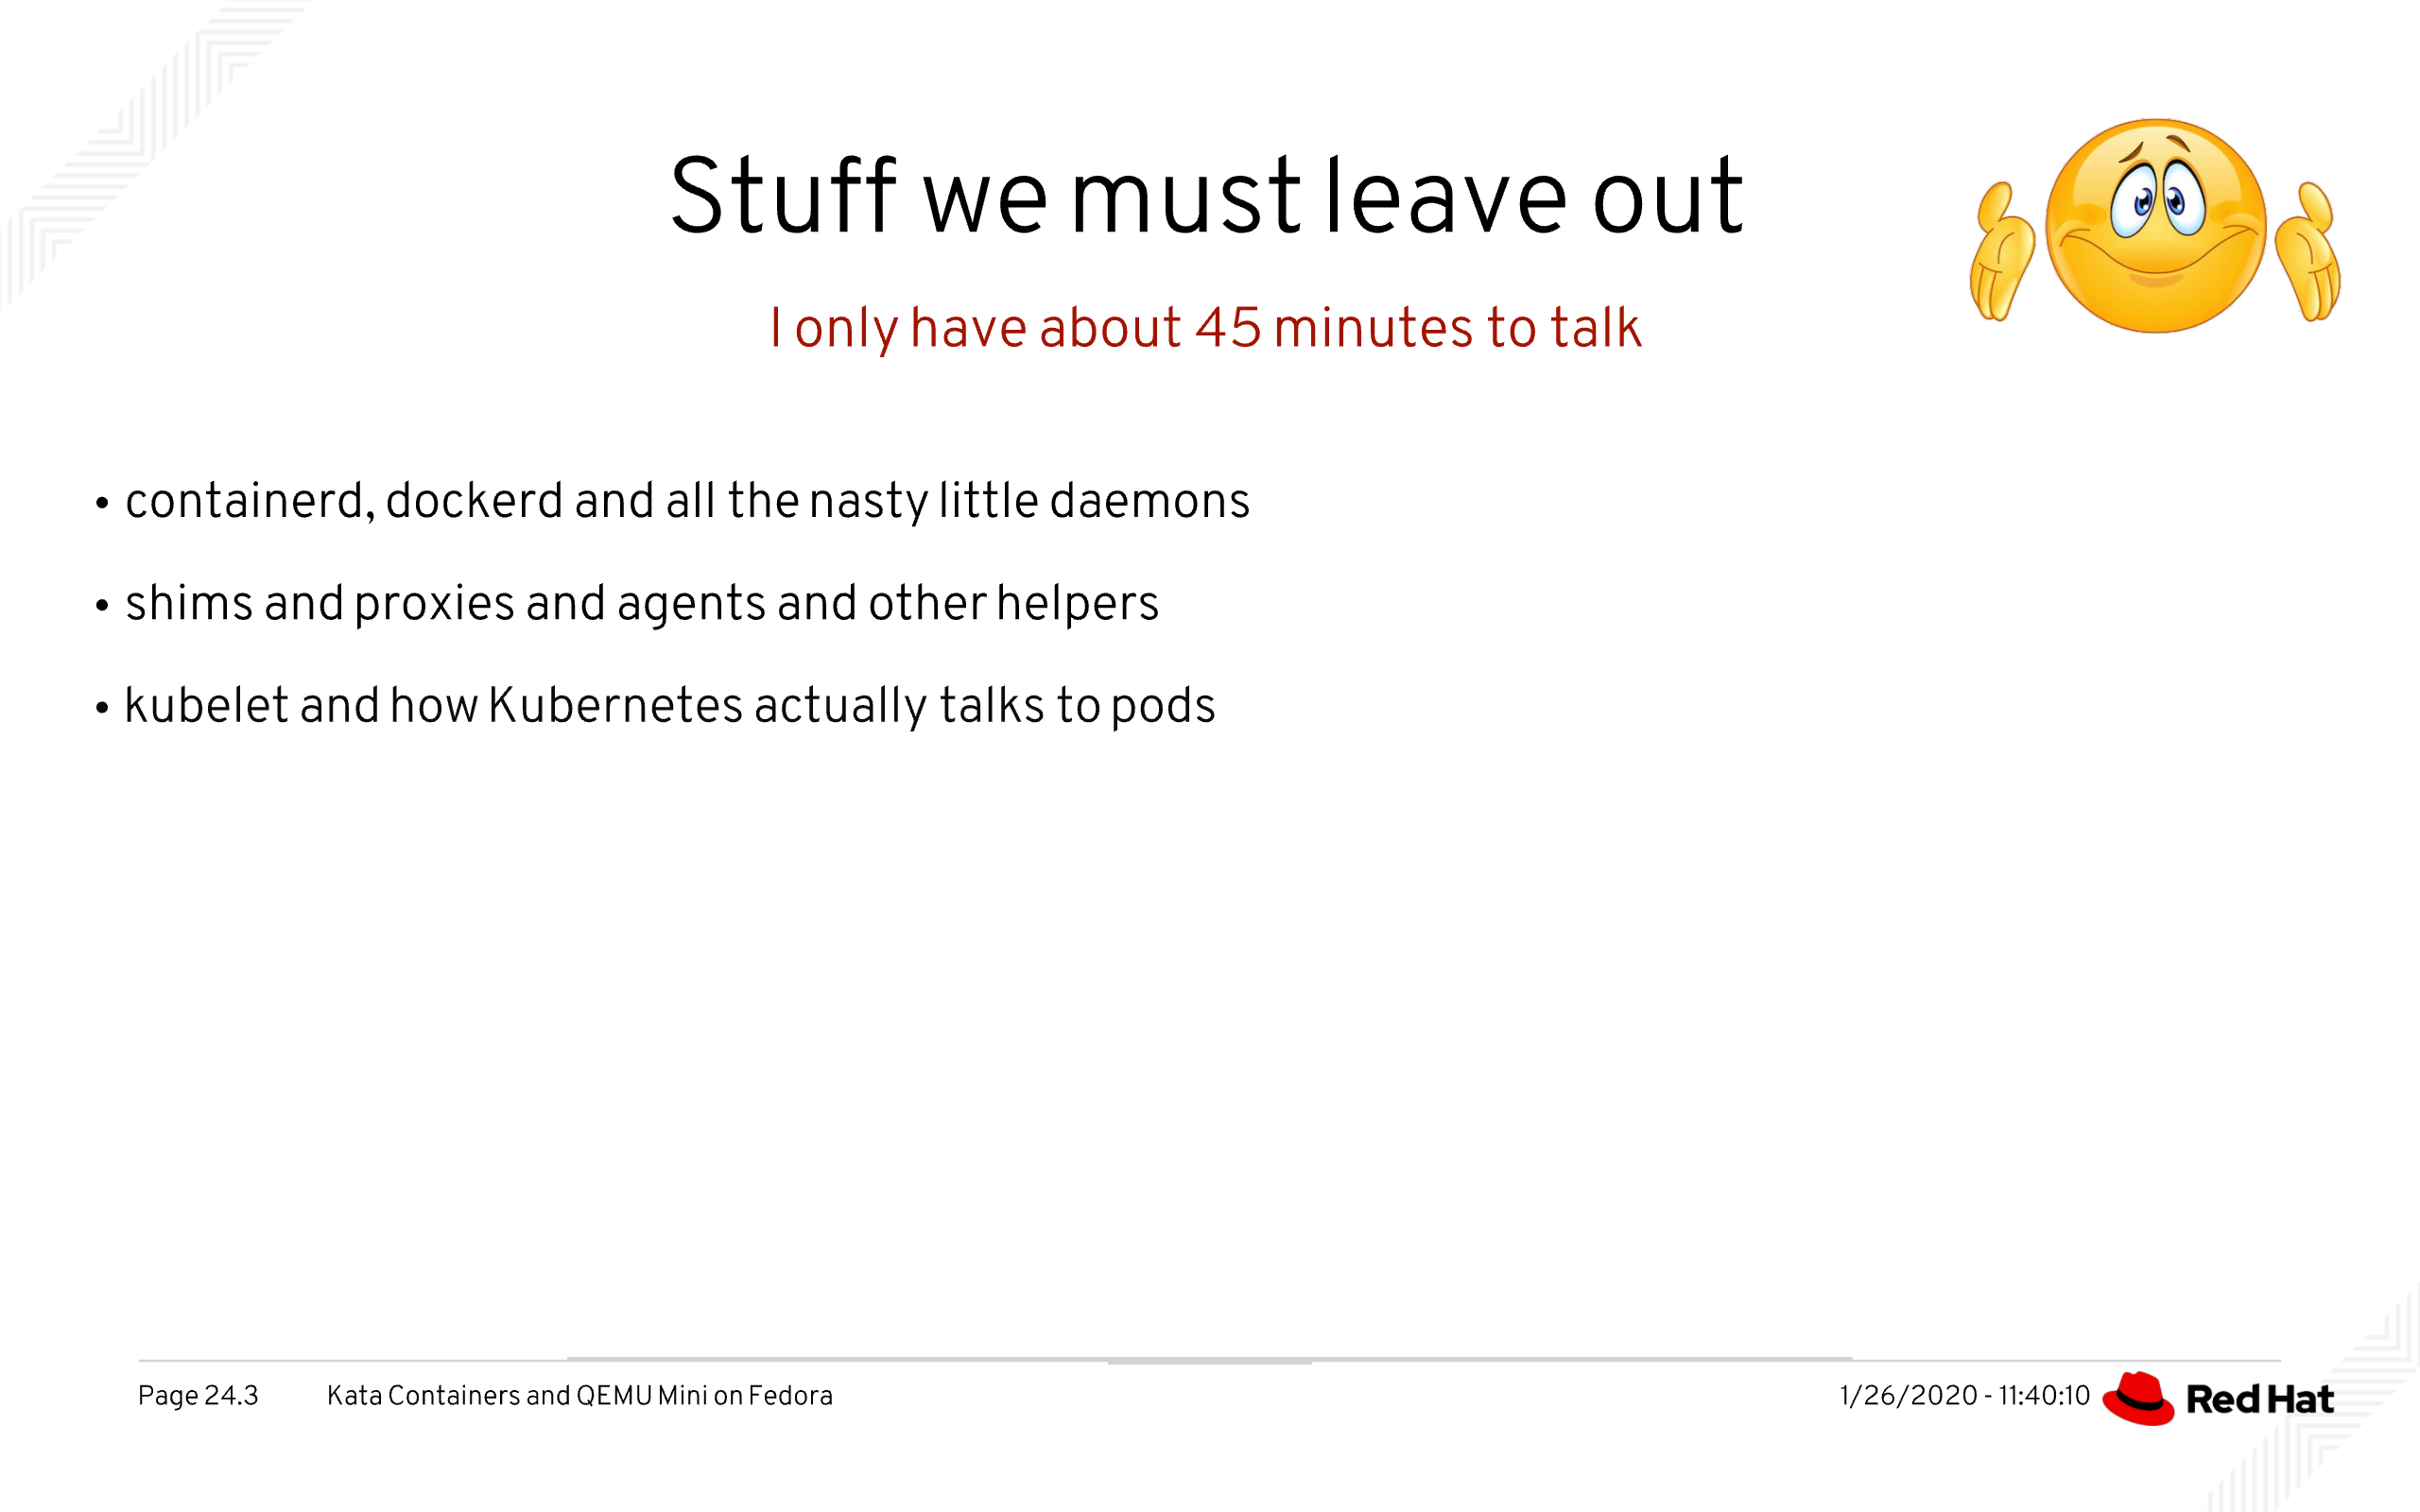 Stuff we must leave out
I only have about 45 minutes to talk
• containerd, dockerd and all the nasty little daemons
• shims and proxies and agents and other helpers
• kubelet and how Kubernetes actually talks to pods
Page 24.3 Kata Containers and QEMU Mini on Fedora 1/26/2020 - 11:40:10 Red Hat